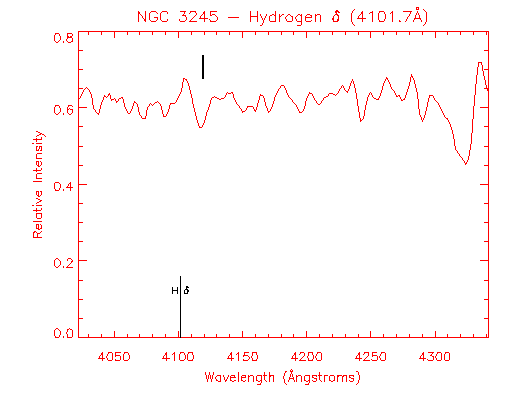 NGC 3245 – Hydrogen δ (4101.7Å)
0.8
0.6
Relative Intensity
0.4
0.2
H δ
0.0
4050 4100 4150 4200 4250 4300
Wavelength (Ångstroms)